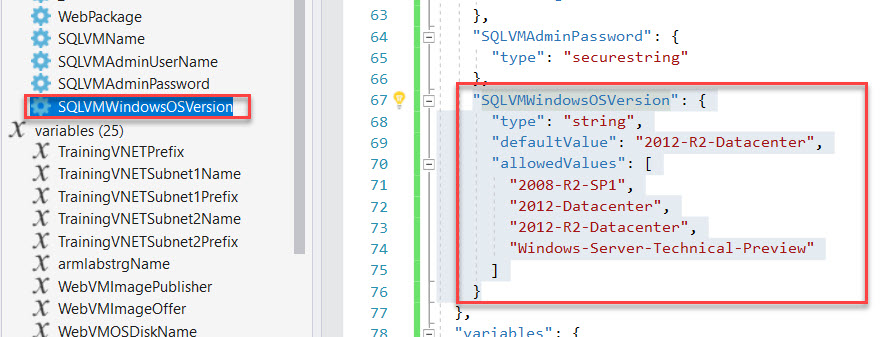 WebPackage
SQLVMName
SQLVMAdminUserName
SQLVMAdminPassword
SQLVMWindowsOSVersion
variables (25)
TrainingVNETPrefix
TrainingVNETSubnet1Name
TrainingVNETSubnet1Prefix
TrainingVNETSubnet2Name
TrainingVNETSubnet2Prefix
armlabstrgName
WebVMImagePublisher
WebVMImageOffer
WebVMOSDiskName
63 },
64 "SQLVMAdminPassword": {
65 "type": "securestring"
66 },
67 "SQLVMWindowsOSVersion": {
68 "type": "string",
69 "defaultValue": "2012-R2-Datacenter",
70 "allowedValues": [
71 "2008-R2-SP1",
72 "2012-Datacenter",
73 "2012-R2-Datacenter",
74 "Windows-Server-Technical-Preview"
75 ]
76 }
77 },
78 "variables": {